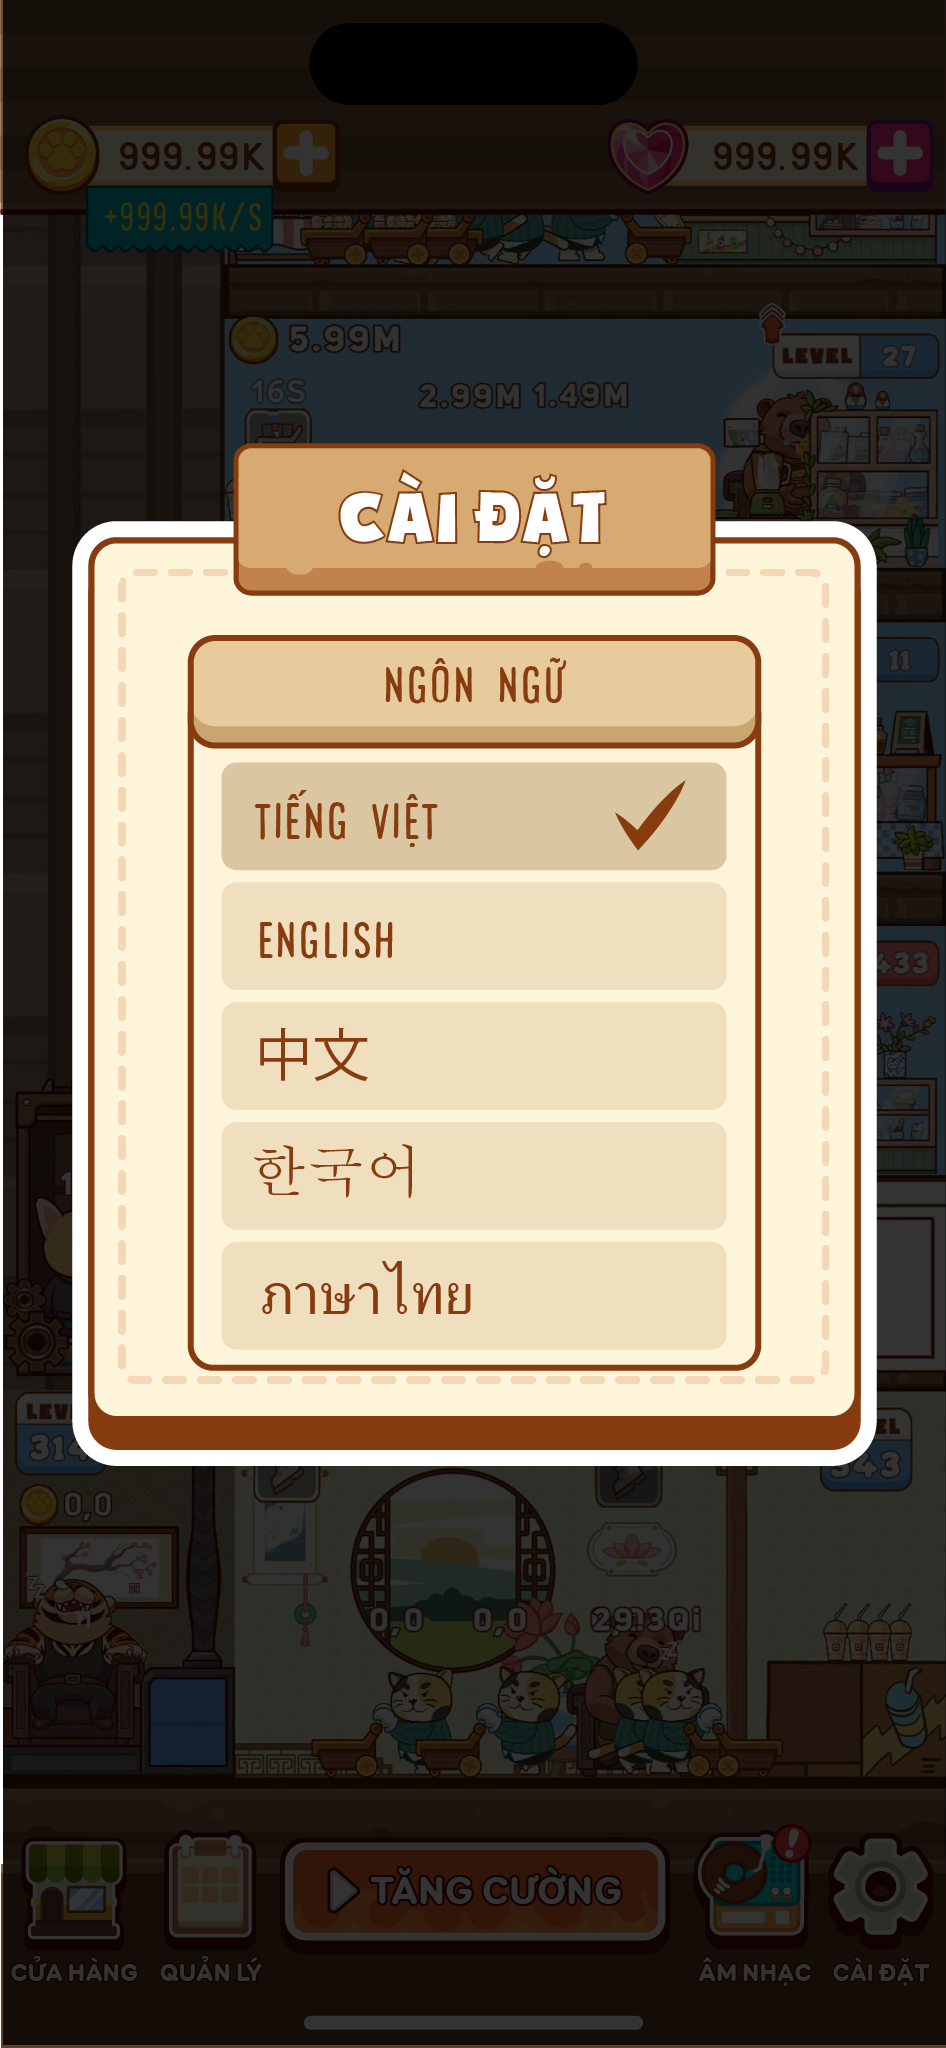 999.99K
999.99K
+999.99K/S
5.99M
LEVEL 27
16S
2.99M 1.49M
CÀI ĐẶT
NGÔN NGỮ
11
TIẾNG VIỆT
ENGLISH
433
中文
한국어
ภาษาไทย
314
343
0,0
0,0
0,0
CỬA HÀNG
QUẢN LÝ
TĂNG CƯỜNG
ÂM NHẠC
CÀI ĐẶT